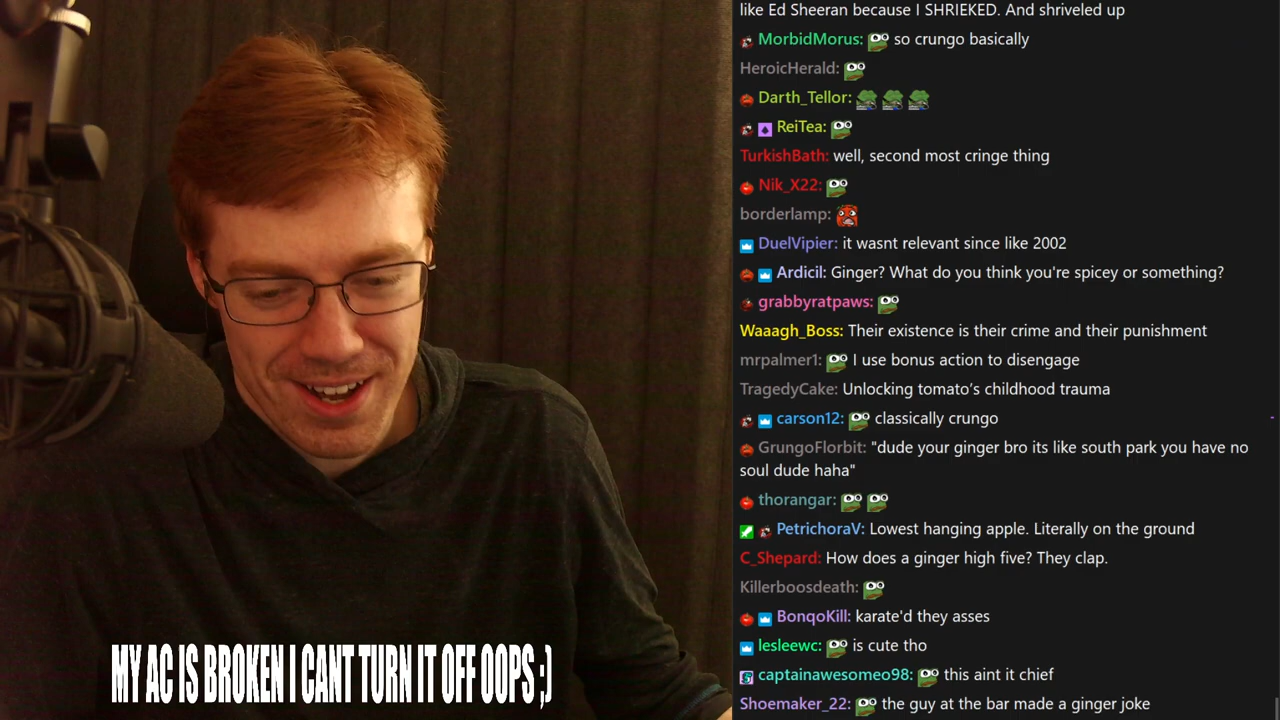 like Ed Sheeran because I SHRIEKED. And shriveled up
MorbidMorus: so crungo basically
HeroicHerald:
Darth_Tellor:
ReiTea:
TurkishBath: well, second most cringe thing
Nik_X22:
borderlamp:
DuelVipier: it wasnt relevant since like 2002
Ardicil: Ginger? What do you think you're spicey or something?
grabbyratpaws:
Waaagh_Boss: Their existence is their crime and their punishment
mrpalmer1: I use bonus action to disengage
TragedyCake: Unlocking tomato's childhood trauma
carson12: classically crungo
GrungoFlorbit: "dude your ginger bro its like south park you have no
soul dude haha"
thorangar:
PetrichoraV: Lowest hanging apple. Literally on the ground
C_Shepard: How does a ginger high five? They clap.
Killerboosdeath:
BonqoKill: karate'd they asses
lesleewc: is cute tho
captainawesomeo98: this aint it chief
Shoemaker_22: the guy at the bar made a ginger joke
MY AC IS BROKEN I CANT TURN IT OFF OOPS ;)